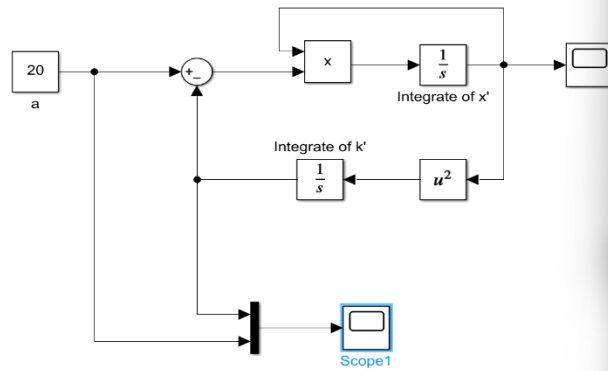 20
a
+
−
x
1
s
Integrate of x'
Integrate of k'
1
s
u²
Scope1